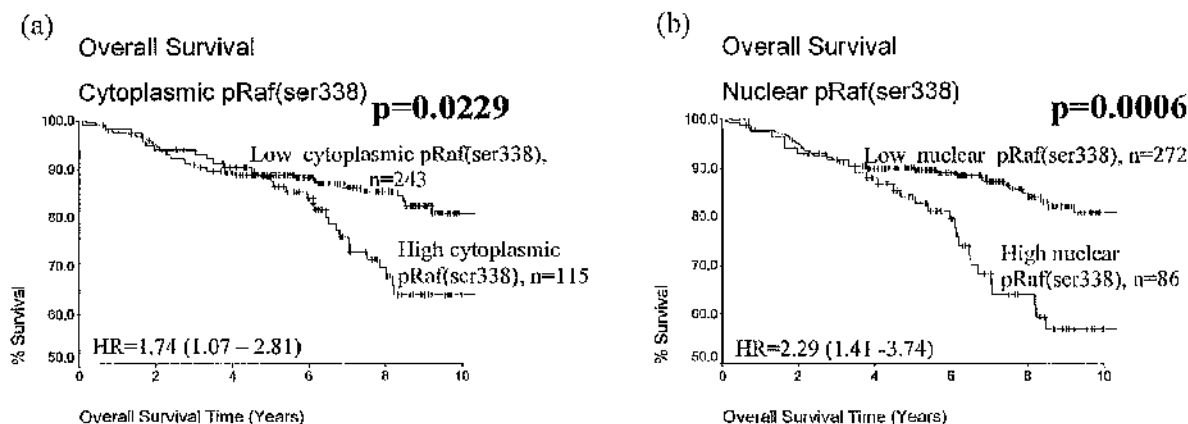 (a)
Overall Survival
Cytoplasmic pRaf(ser338)
p=0.0229
100.0
90.0
80.0
70.0
60.0
50.0
% Survival
Low cytoplasmic pRaf(ser338),
n=243
High cytoplasmic
pRaf(ser338), n=115
HR=1.74 (1.07 – 2.81)
0
2
4
6
8
10
Overall Survival Time (Years)
(b)
Overall Survival
Nuclear pRaf(ser338)
p=0.0006
100.0
90.0
80.0
70.0
60.0
50.0
% Survival
Low nuclear pRaf(ser338), n=272
High nuclear
pRaf(ser338), n=86
HR=2.29 (1.41 -3.74)
0
2
4
6
8
10
Overall Survival Time (Years)